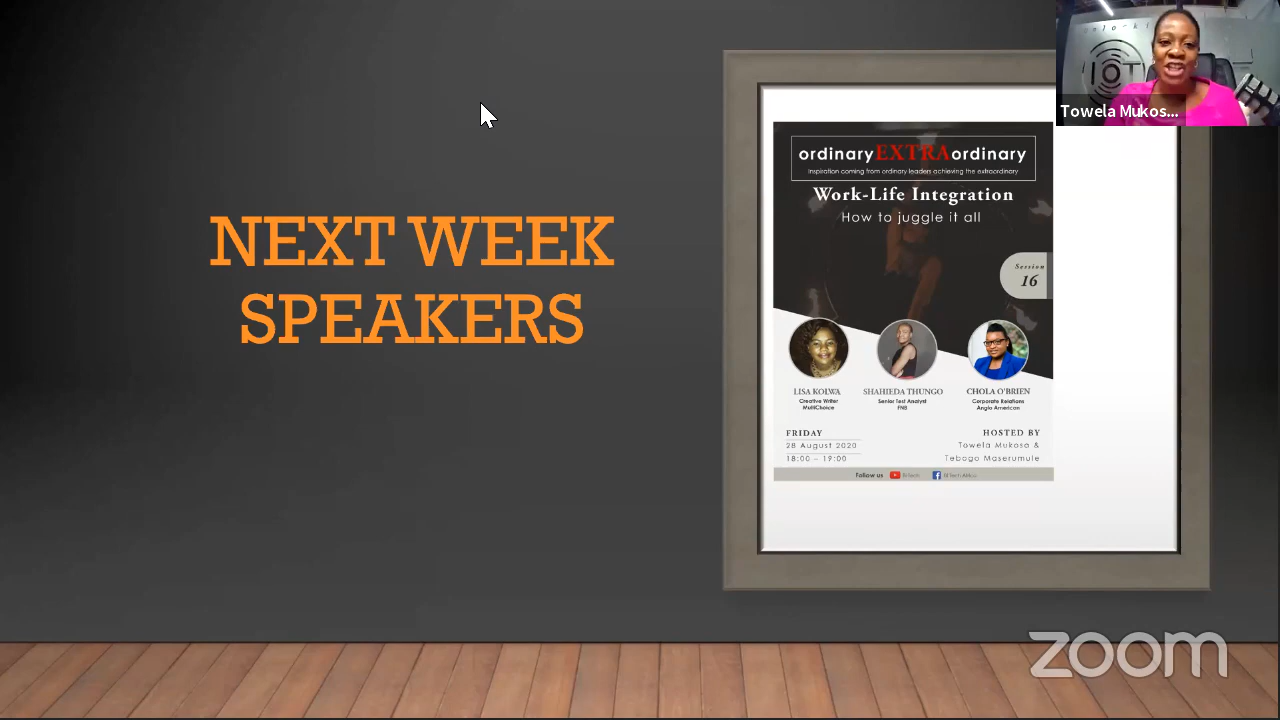 NEXT WEEK
SPEAKERS
ordinaryEXTRAordinary
Inspiration coming from ordinary leaders achieving the extraordinary
Work-Life Integration
How to juggle it all
Session
16
LISA KOLWA
Creative Writer
MultiChoice
SHAHIEDA THUNGO
Senior Test Analyst
FNB
CHOLA O'BRIEN
Corporate Relations
Anglo American
FRIDAY
28 August 2020
18:00 – 19:00
HOSTED BY
Towela Mukosa &
Tebogo Maserumule
Follow us
IOT
Towela Mukos...
zoom